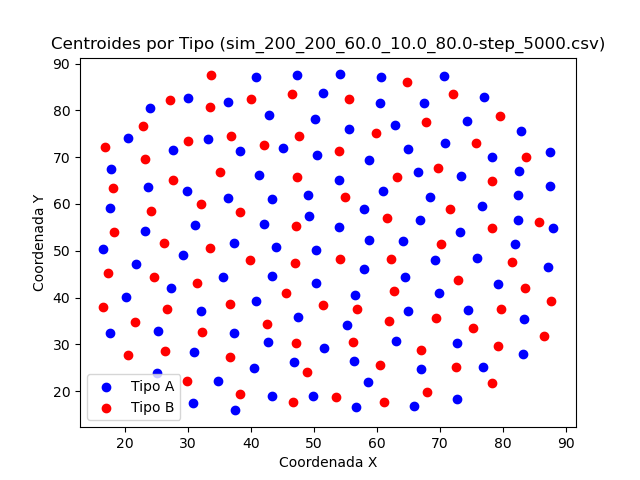 Centroides por Tipo (sim_200_200_60.0_10.0_80.0-step_5000.csv)
90
80
70
60
50
40
30
20
Coordenada Y
Tipo A
Tipo B
20 30 40 50 60 70 80 90
Coordenada X